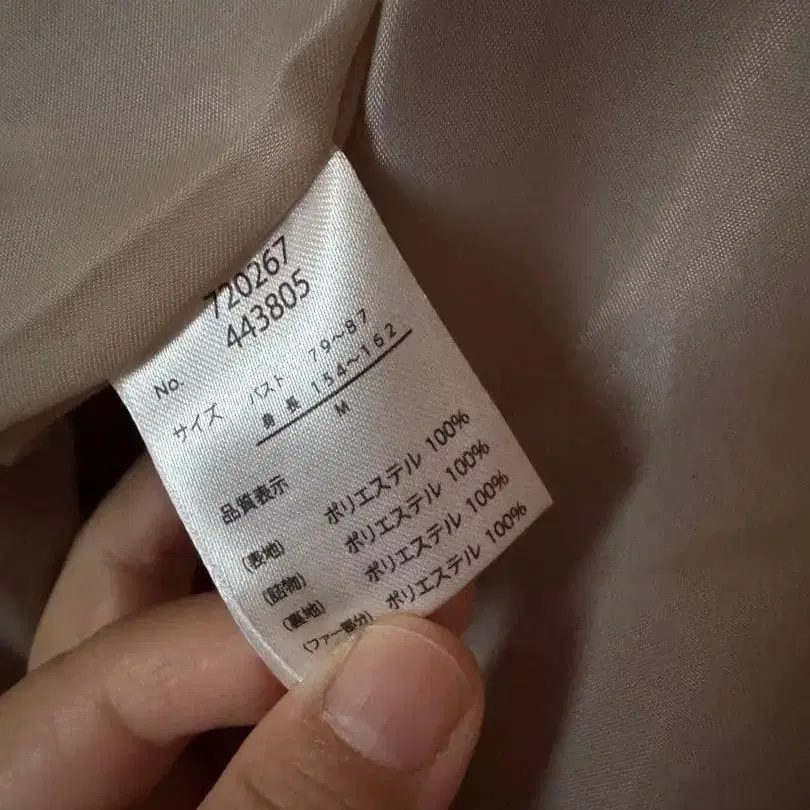 No.
720267
443805
サイズ
バスト 79～87
身長 154～162
M
品質表示
(表地) ポリエステル 100%
(詰物) ポリエステル 100%
(裏地) ポリエステル 100%
(ファー部分) ポリエステル 100%